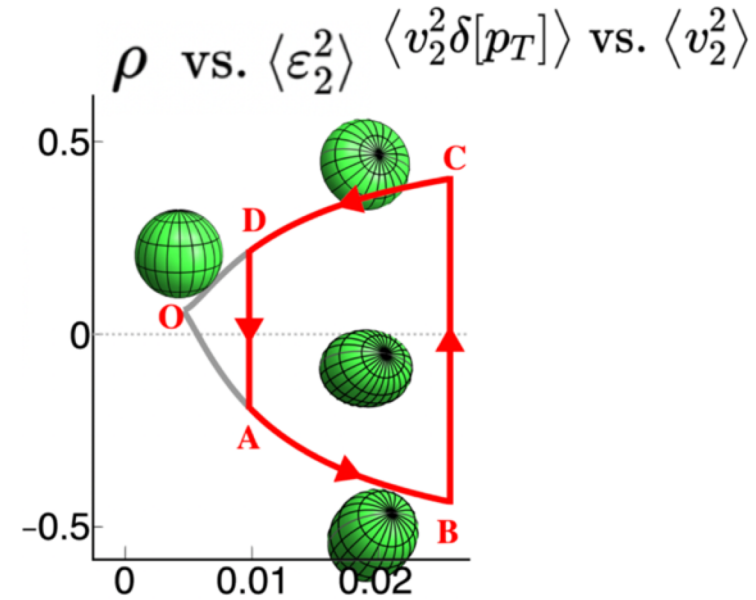 ρ vs. ⟨ε₂²⟩ ⟨v₂²δ[p_T]⟩ vs. ⟨v₂²⟩
0.5
C
D
O
0
A
B
−0.5
0 0.01 0.02